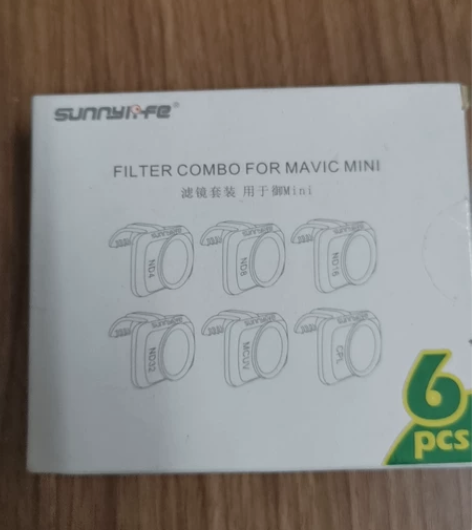 sunnylife®
FILTER COMBO FOR MAVIC MINI
滤镜套装 用于御Mini
ND4
ND8
ND16
ND32
MCUV
CPL
6
pcs